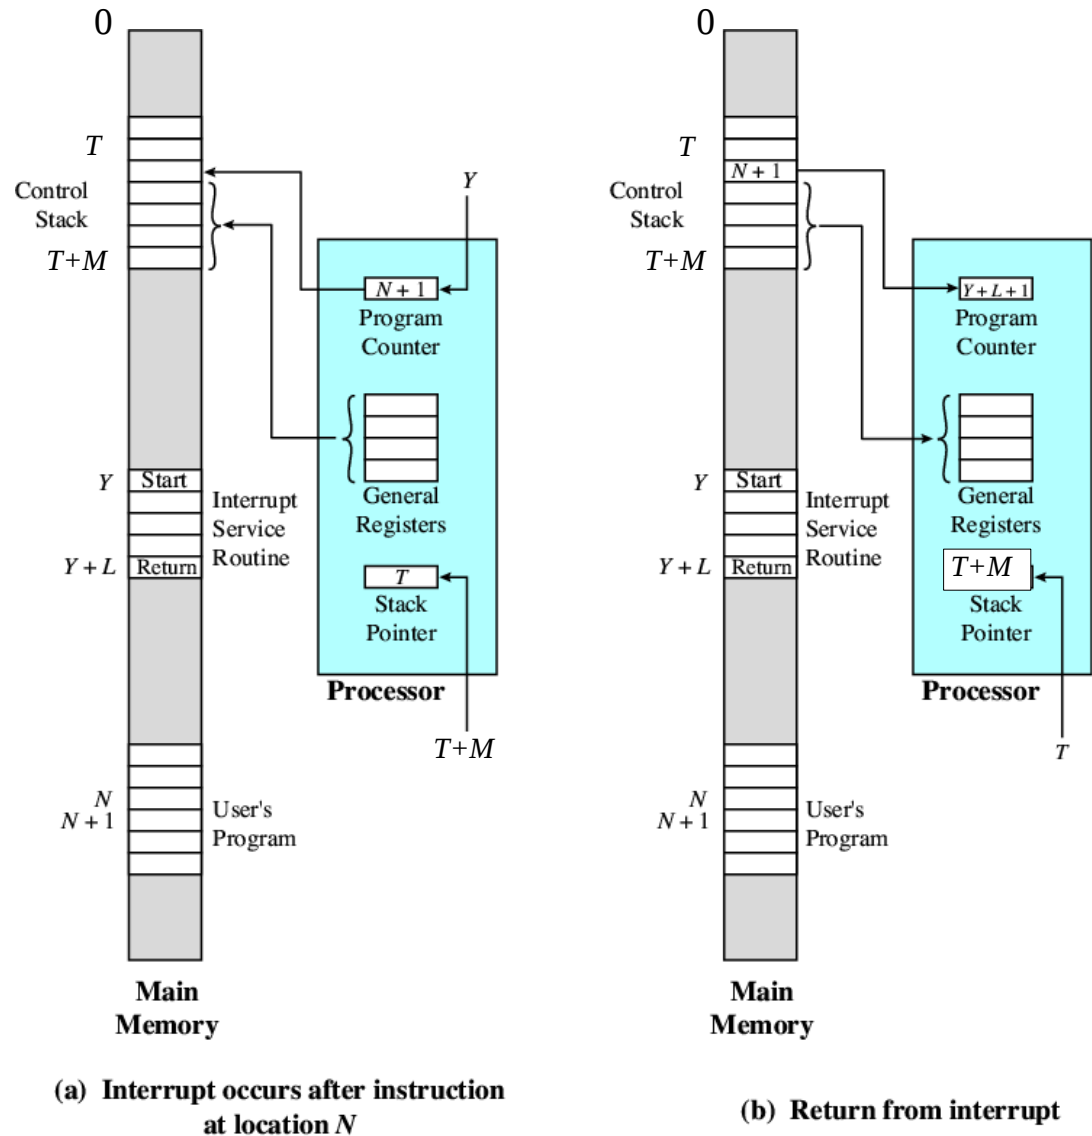 0
T
Control
Stack
T+M
Y
N + 1
Program
Counter
General
Registers
Y
Start
Interrupt
Service
Routine
Y + L
Return
T
Stack
Pointer
Processor
T+M
N
N + 1
User's
Program
Main
Memory
(a) Interrupt occurs after instruction
at location N
0
T
N + 1
Control
Stack
T+M
Y + L + 1
Program
Counter
General
Registers
Y
Start
Interrupt
Service
Routine
Y + L
Return
T+M
Stack
Pointer
Processor
T
N
N + 1
User's
Program
Main
Memory
(b) Return from interrupt